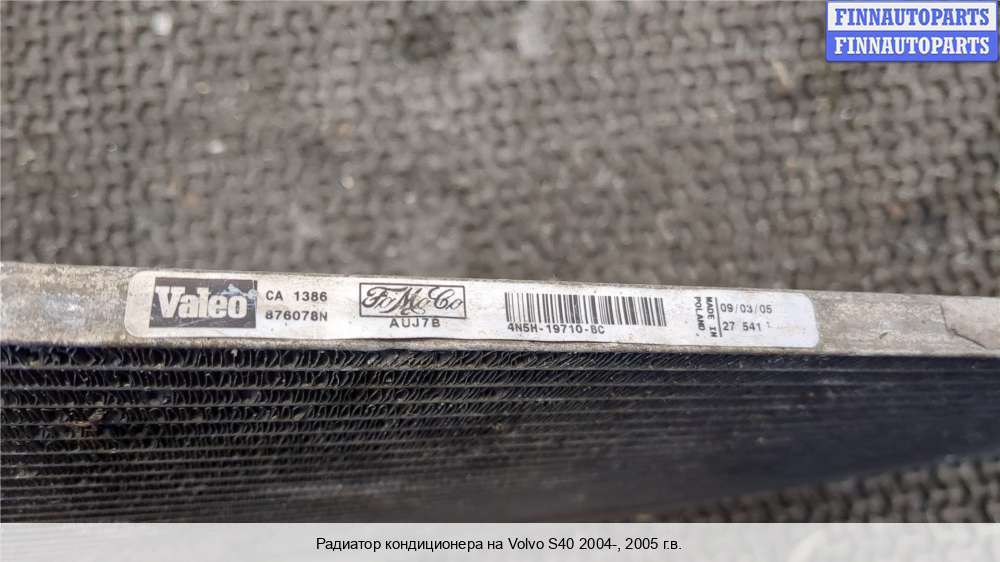 FINNAUTOPARTS
FINNAUTOPARTS
Valeo
CA 1386
876078N
FoMoCo
AUJ7B
4N5H-19710-BC
MADE IN
POLAND
09/03/05
27 541
Радиатор кондиционера на Volvo S40 2004-, 2005 г.в.